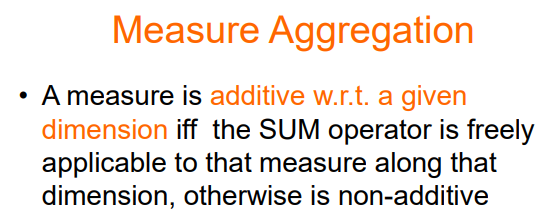 Measure Aggregation
• A measure is additive w.r.t. a given
dimension iff the SUM operator is freely
applicable to that measure along that
dimension, otherwise is non-additive